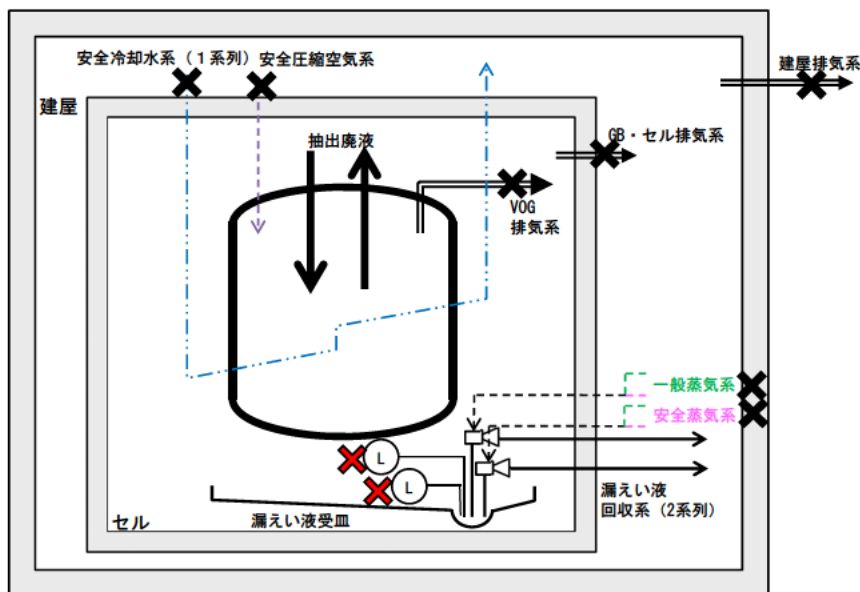 安全冷却水系(1系列)
安全圧縮空気系
建屋排気系
建屋
GB・セル排気系
抽出廃液
VOG
排気系
一般蒸気系
安全蒸気系
L
L
漏えい液
回収系(2系列)
漏えい液受皿
セル